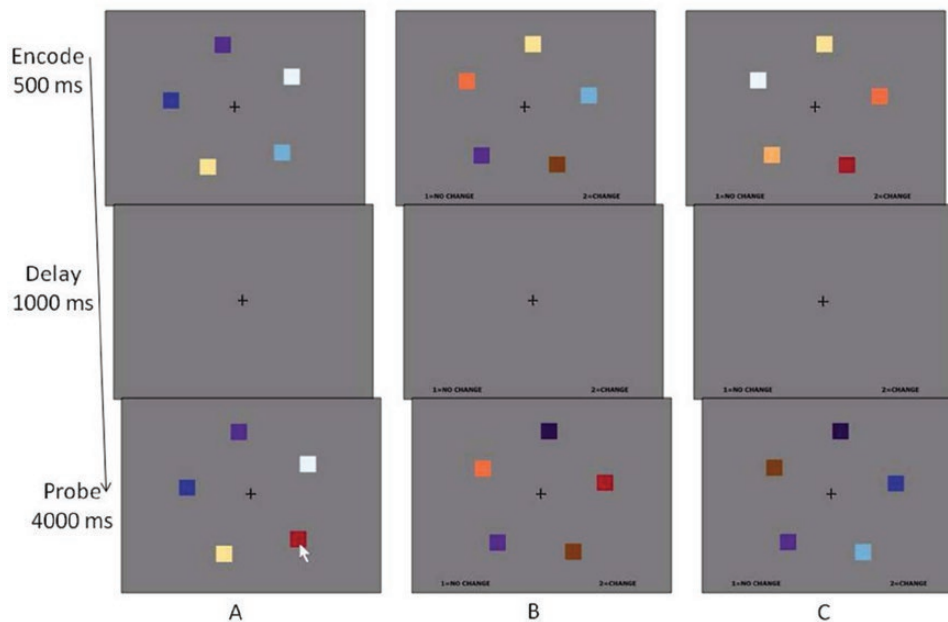 Encode
500 ms
1=NO CHANGE 2=CHANGE
1=NO CHANGE 2=CHANGE
Delay
1000 ms
1=NO CHANGE 2=CHANGE
1=NO CHANGE 2=CHANGE
Probe
4000 ms
1=NO CHANGE 2=CHANGE
1=NO CHANGE 2=CHANGE
A
B
C